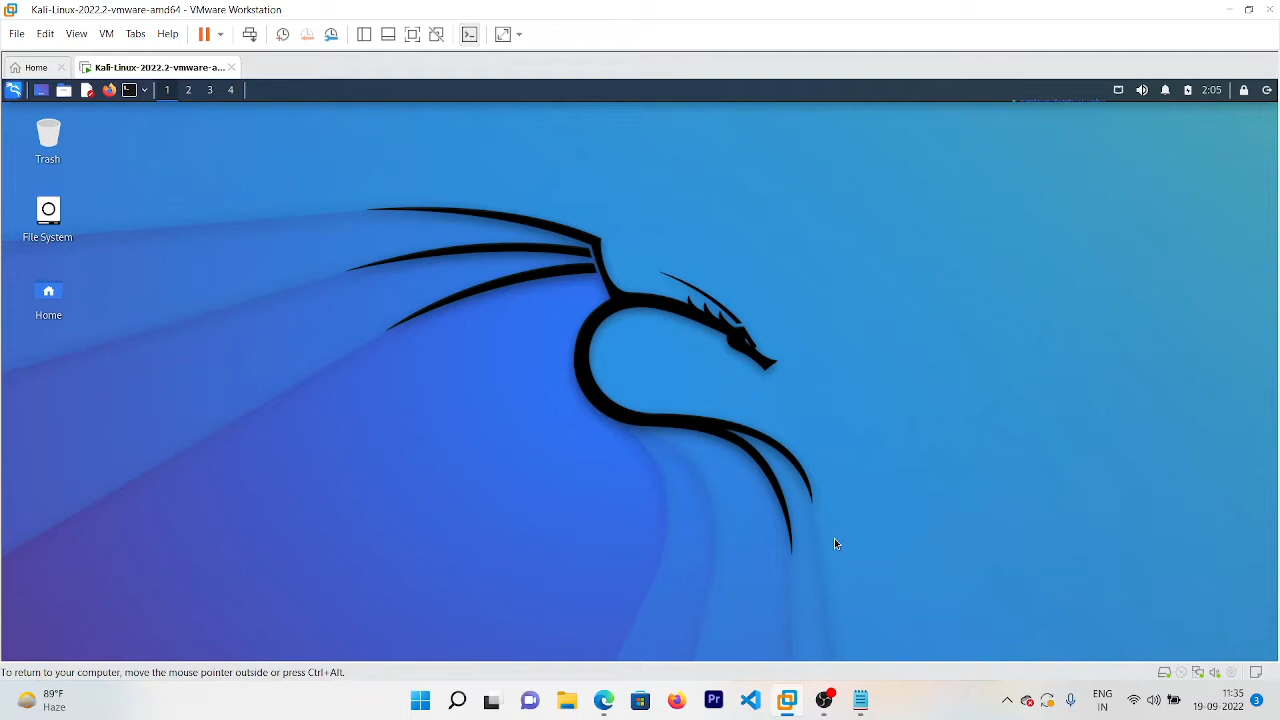 Kali-Linux-2022.2-vmware-amd64 - VMware Workstation
File Edit View VM Tabs Help
Home Kali-Linux-2022.2-vmware-a...
1 2 3 4 2:05
Trash
File System
Home
To return to your computer, move the mouse pointer outside or press Ctrl+Alt.
89°F
Haze
Pr
ENG
IN
11:35
19-09-2022
3